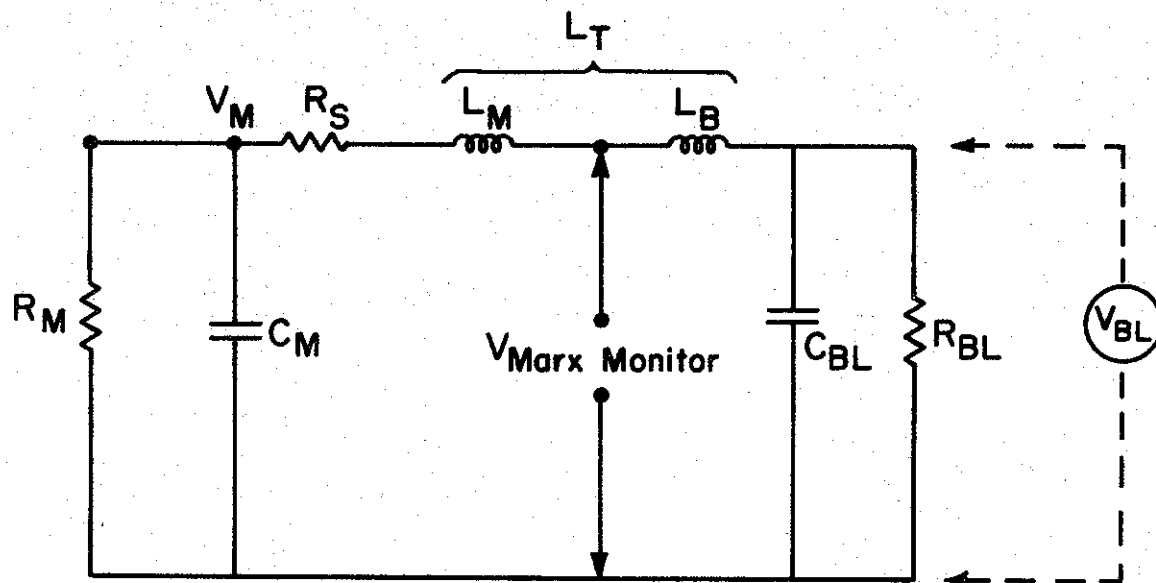 L_T
V_M
R_S
L_M
L_B
R_M
C_M
V_Marx Monitor
C_BL
R_BL
V_BL